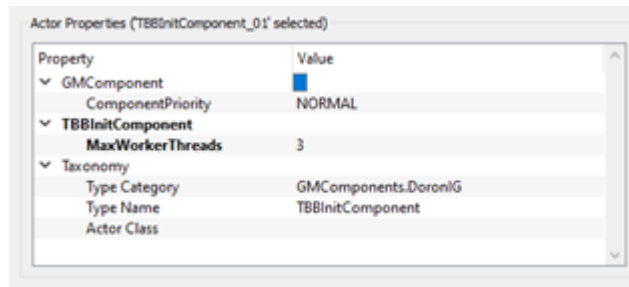 Actor Properties ('TBBInitComponent_01' selected)
Property Value
GMComponent
ComponentPriority NORMAL
TBBInitComponent
MaxWorkerThreads 3
Taxonomy
Type Category GMComponents.DoronIG
Type Name TBBInitComponent
Actor Class